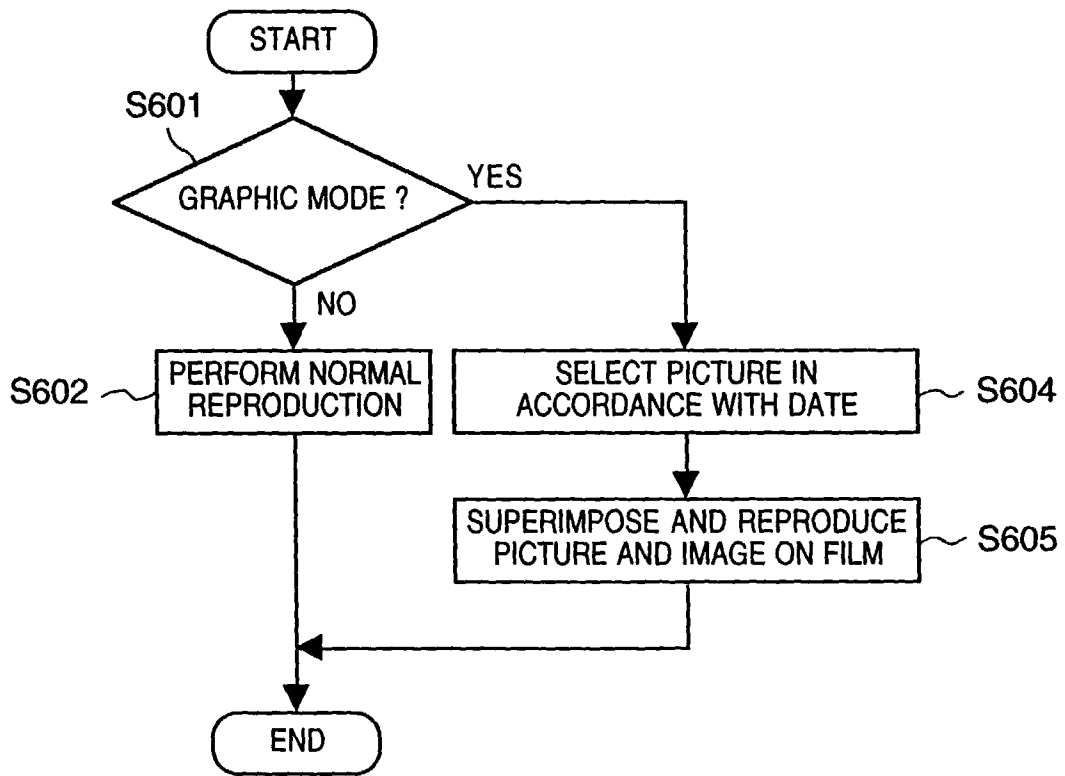 START
S601
GRAPHIC MODE ?
YES
NO
S602
PERFORM NORMAL
REPRODUCTION
SELECT PICTURE IN
ACCORDANCE WITH DATE
S604
SUPERIMPOSE AND REPRODUCE
PICTURE AND IMAGE ON FILM
S605
END